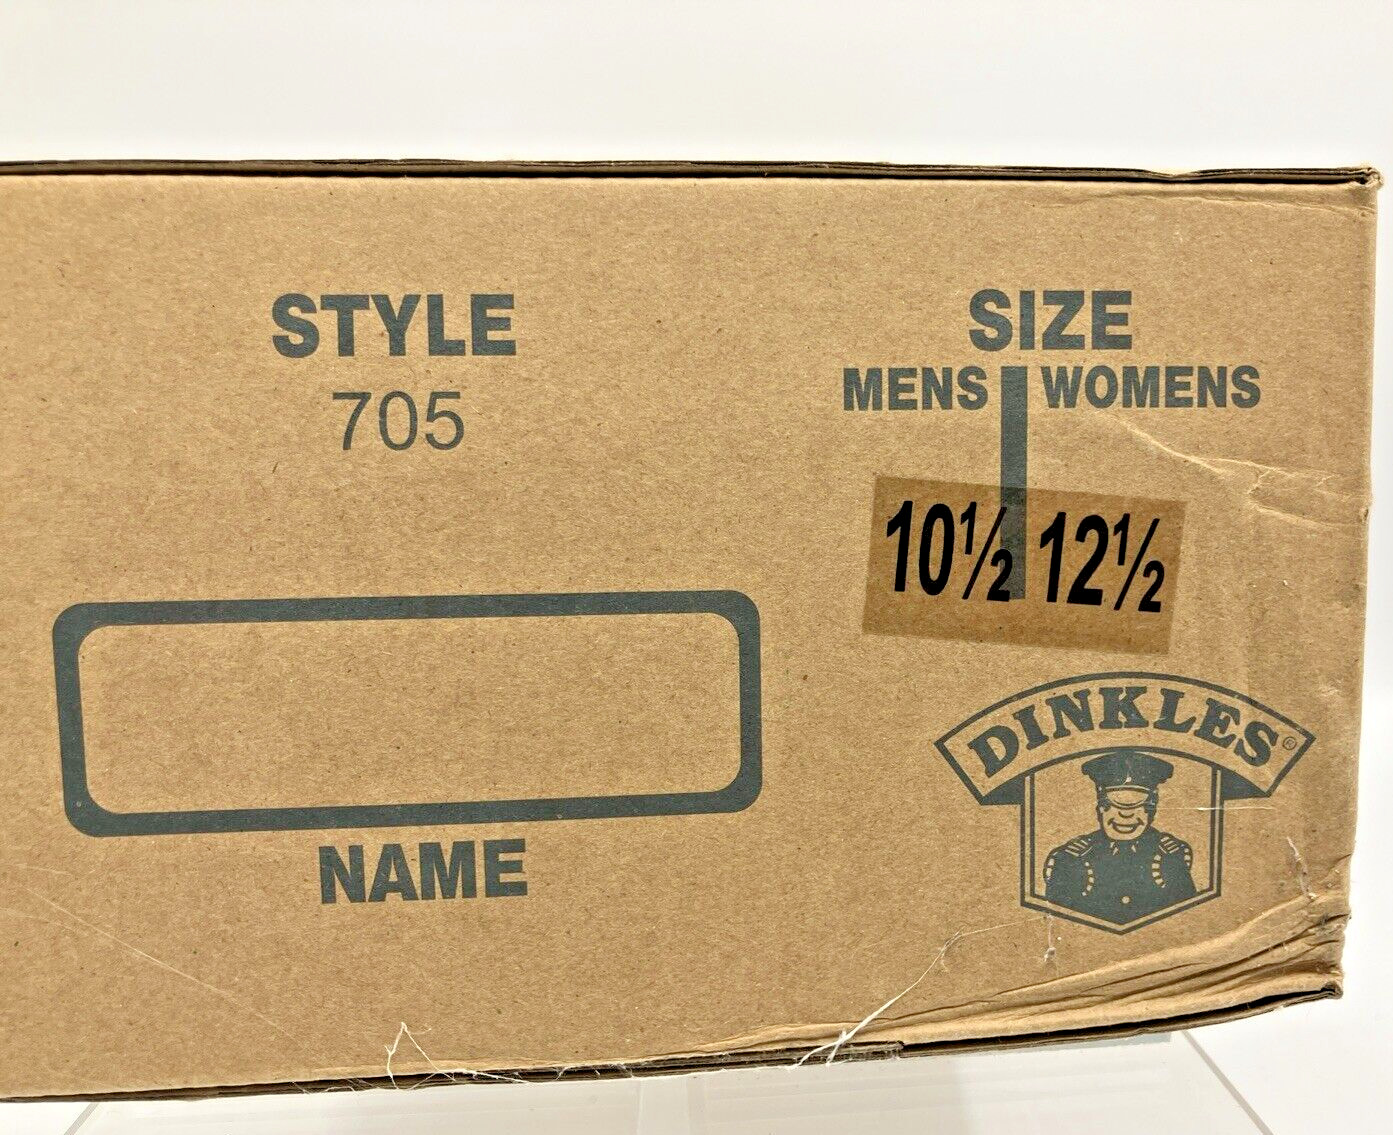 STYLE
705
SIZE
MENS WOMENS
10½ 12½
NAME
DINKLES®